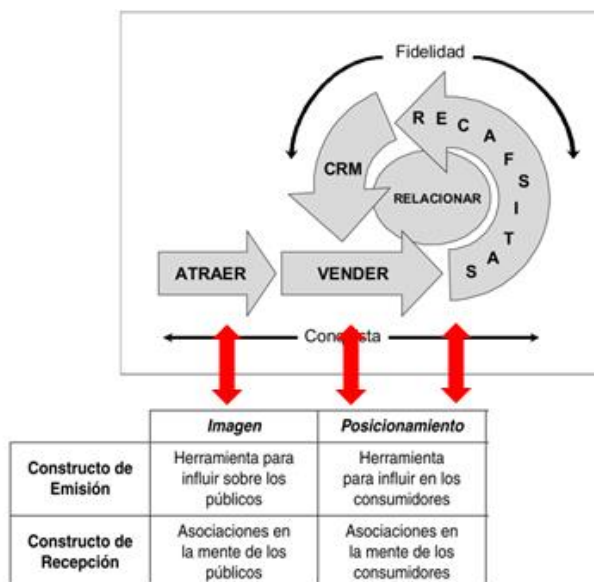 Fidelidad
SATISFACER
CRM
RELACIONAR
ATRAER
VENDER
Conquista
Imagen
Posicionamiento
Constructo de
Emisión
Herramienta para
influir sobre los
públicos
Herramienta
para influir en los
consumidores
Constructo de
Recepción
Asociaciones en
la mente de los
públicos
Asociaciones en
la mente de los
consumidores